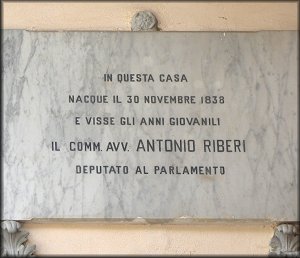 IN QUESTA CASA
NACQUE IL 30 NOVEMBRE 1838
E VISSE GLI ANNI GIOVANILI
IL COMM. AVV. ANTONIO RIBERI
DEPUTATO AL PARLAMENTO